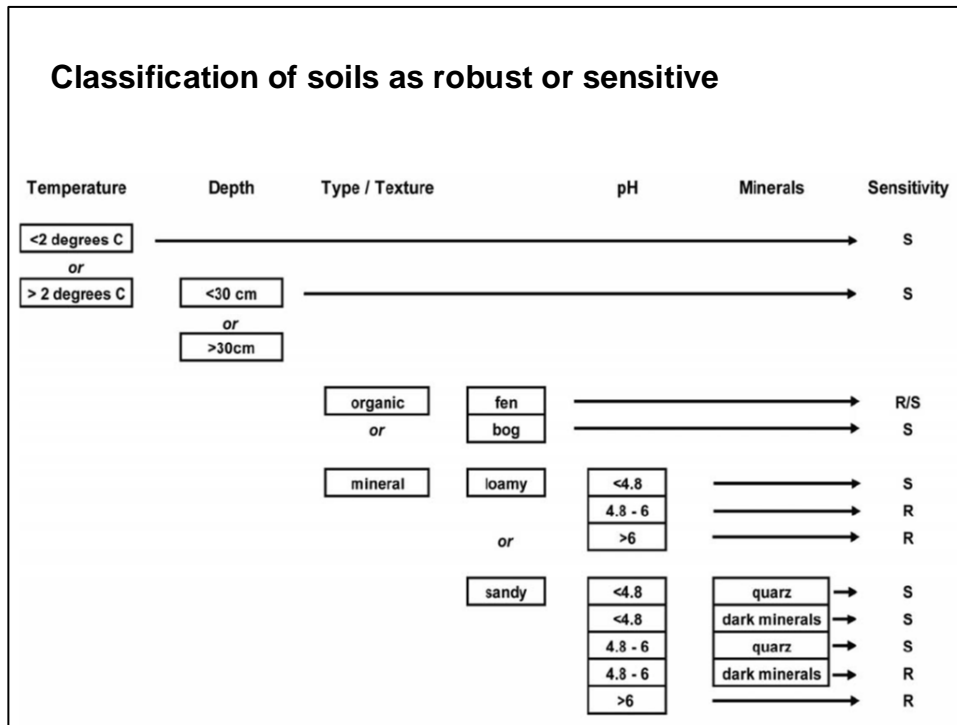 Classification of soils as robust or sensitive
Temperature Depth Type / Texture pH Minerals Sensitivity
<2 degrees C S
or
> 2 degrees C <30 cm S
or
>30cm
organic fen R/S
or bog S
mineral loamy <4.8 S
4.8 - 6 R
or >6 R
sandy <4.8 quarz S
<4.8 dark minerals S
4.8 - 6 quarz S
4.8 - 6 dark minerals R
>6 R